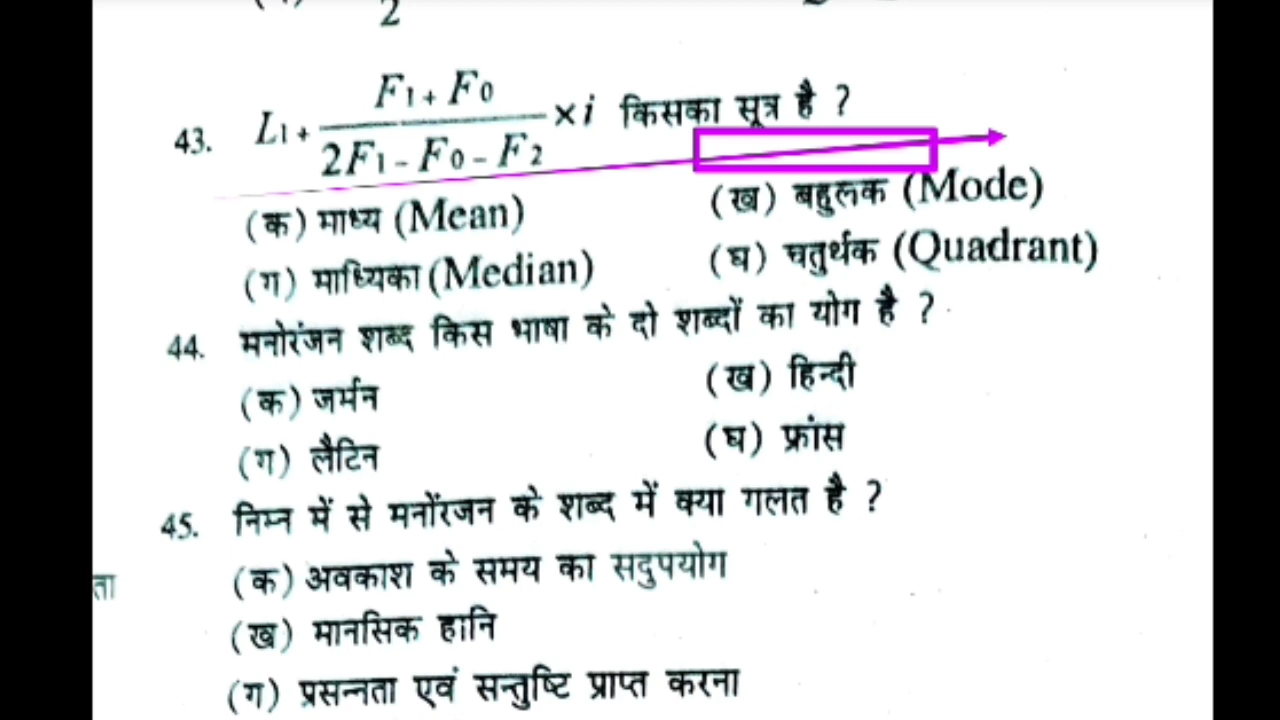 2
43. L1 + F1 + F0 / 2F1 - F0 - F2 × i किसका सूत्र है ?
(क) माध्य (Mean) (ख) बहुलक (Mode)
(ग) माध्यिका (Median) (घ) चतुर्थक (Quadrant)
44. मनोरंजन शब्द किस भाषा के दो शब्दों का योग है ?
(क) जर्मन (ख) हिन्दी
(ग) लैटिन (घ) फ्रांस
45. निम्न में से मनोंरजन के शब्द में क्या गलत है ?
(क) अवकाश के समय का सदुपयोग
ता
(ख) मानसिक हानि
(ग) प्रसन्नता एवं सन्तुष्टि प्राप्त करना